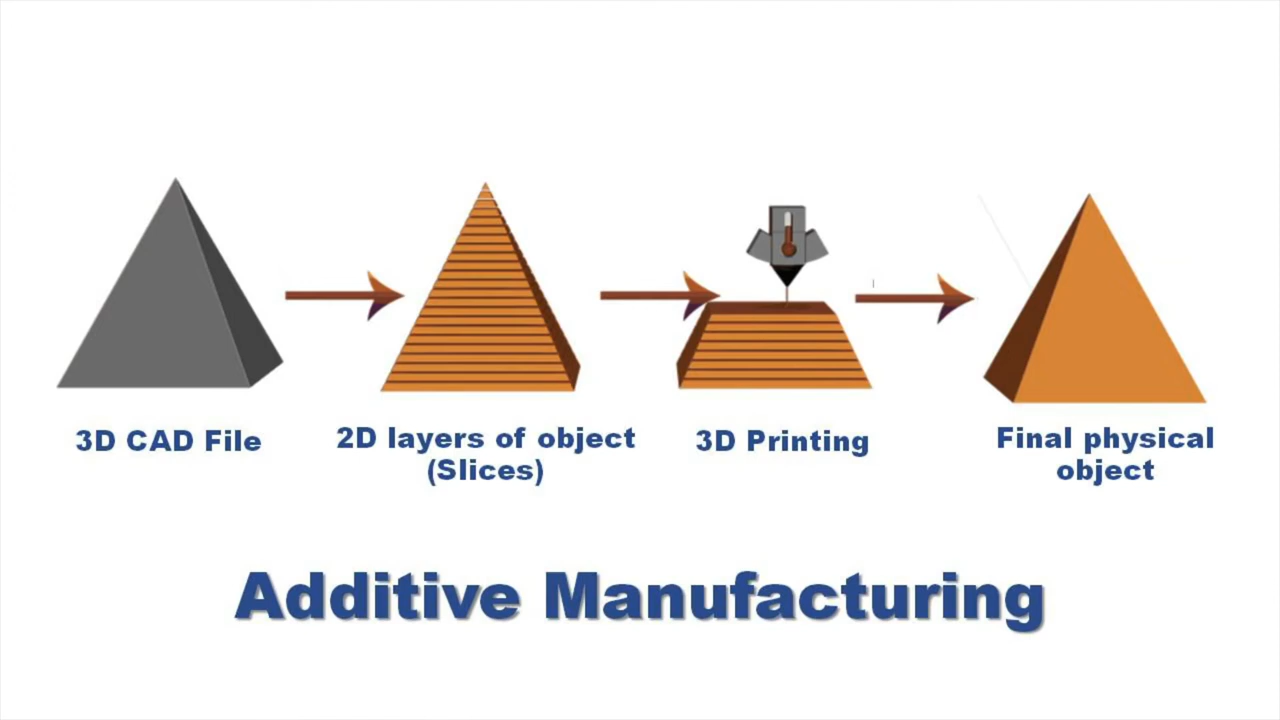 3D CAD File
2D layers of object
(Slices)
3D Printing
Final physical
object
Additive Manufacturing